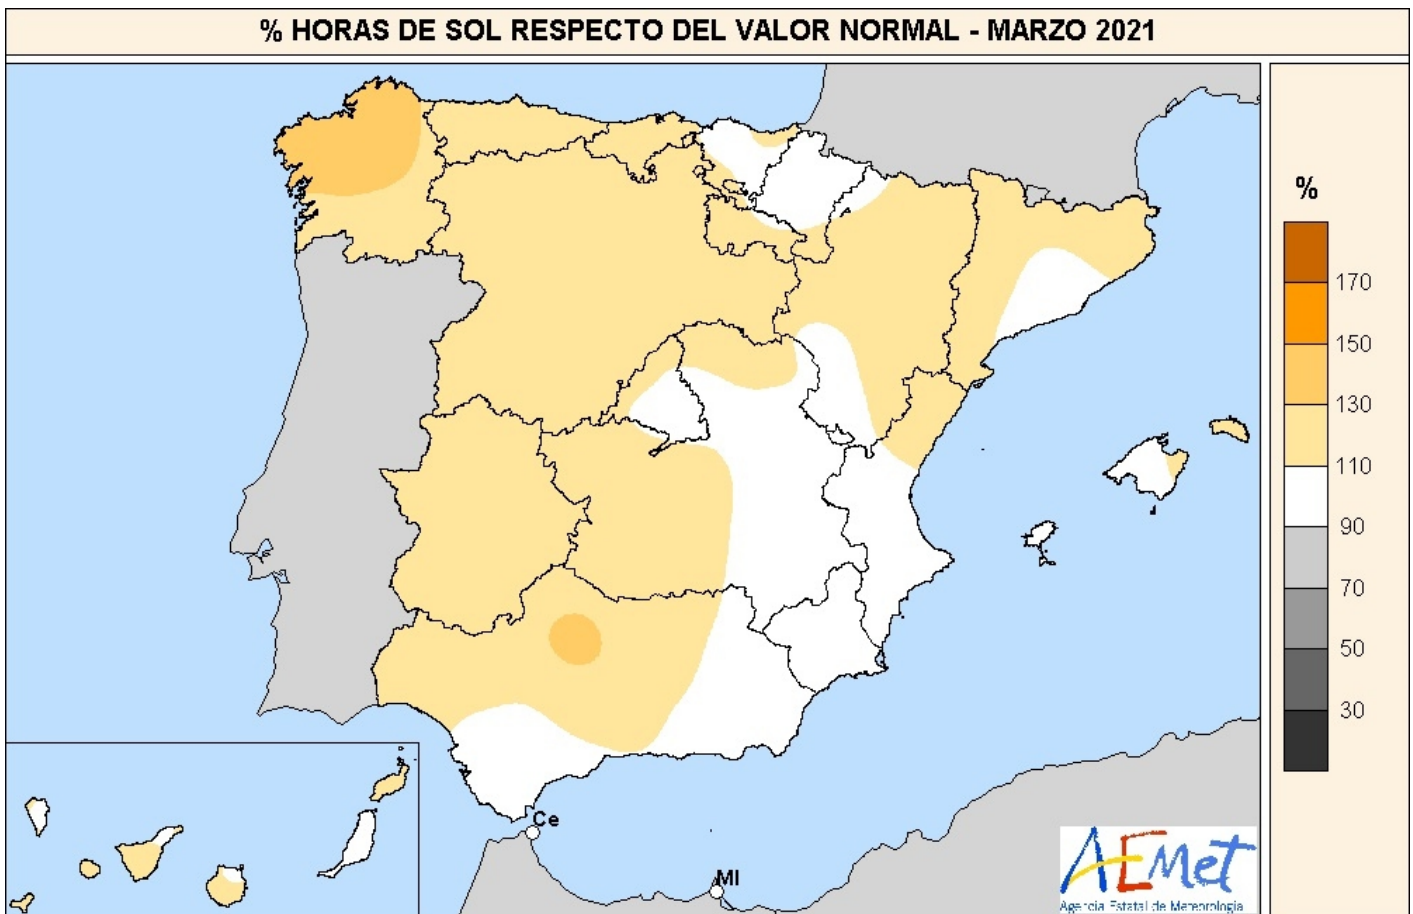 % HORAS DE SOL RESPECTO DEL VALOR NORMAL - MARZO 2021
%
170
150
130
110
90
70
50
30
Ce
Ml
AEMet
Agencia Estatal de Meteorología